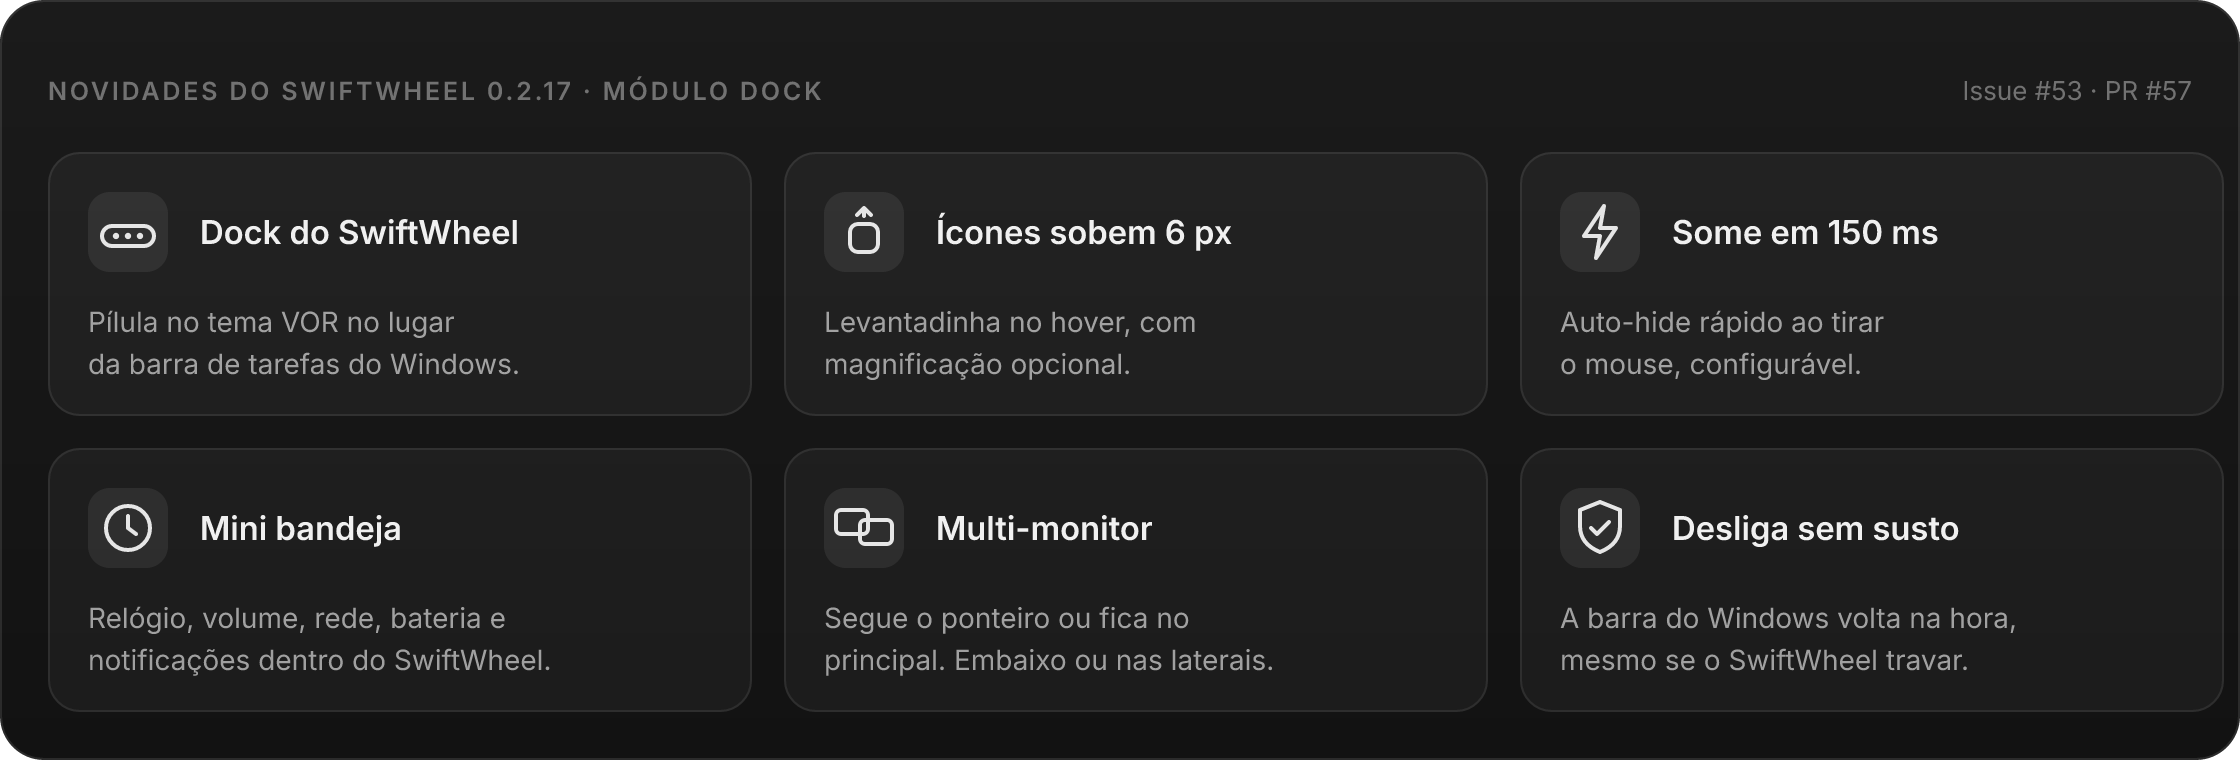 NOVIDADES DO SWIFTWHEEL 0.2.17 · MÓDULO DOCK
Issue #53 · PR #57
Dock do SwiftWheel
Pílula no tema VOR no lugar
da barra de tarefas do Windows.
Ícones sobem 6 px
Levantadinha no hover, com
magnificação opcional.
Some em 150 ms
Auto-hide rápido ao tirar
o mouse, configurável.
Mini bandeja
Relógio, volume, rede, bateria e
notificações dentro do SwiftWheel.
Multi-monitor
Segue o ponteiro ou fica no
principal. Embaixo ou nas laterais.
Desliga sem susto
A barra do Windows volta na hora,
mesmo se o SwiftWheel travar.